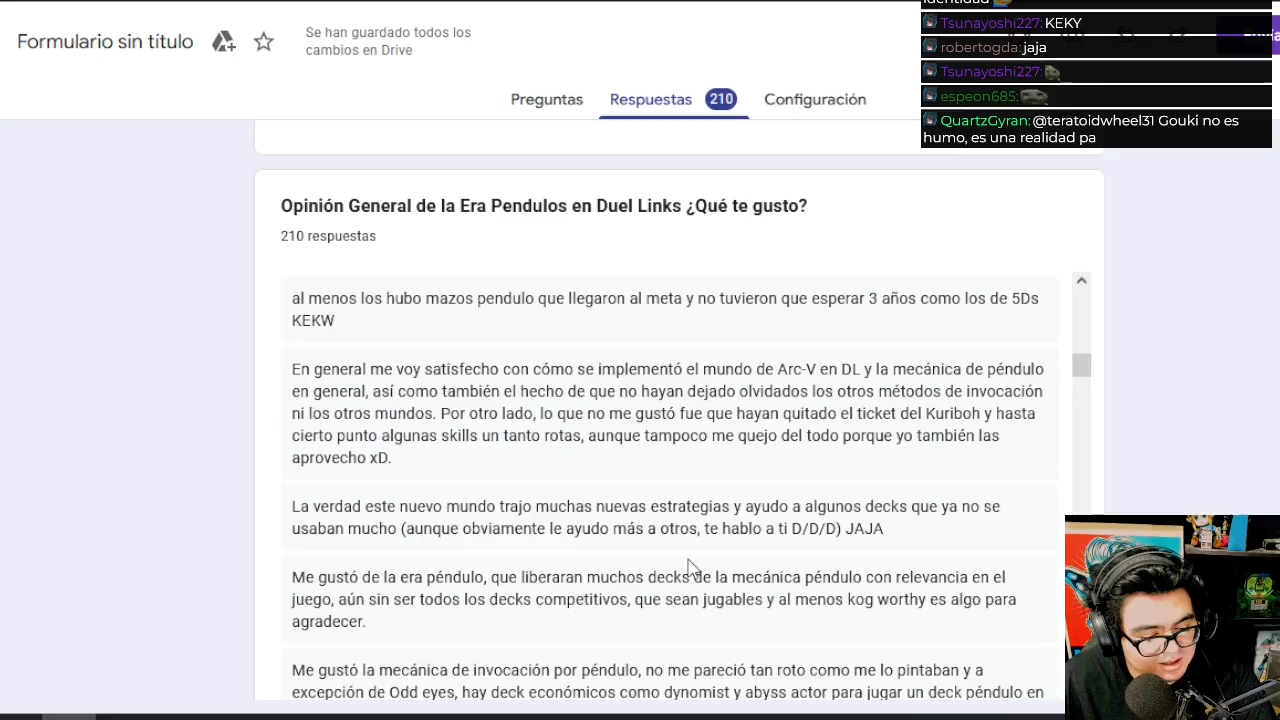 Formulario sin titulo
Se han guardado todos los
cambios en Drive
Preguntas
Respuestas
210
Configuración
Tsunayoshi227: KEKY
robertogda: jaja
Tsunayoshi227:
espeon685:
QuartzGyran: @teratoidwheel31 Gouki no es
humo, es una realidad pa
Opinión General de la Era Pendulos en Duel Links ¿Qué te gusto?
210 respuestas
al menos los hubo mazos pendulo que llegaron al meta y no tuvieron que esperar 3 años como los de 5Ds
KEKW
En general me voy satisfecho con cómo se implementó el mundo de Arc-V en DL y la mecánica de péndulo
en general, así como también el hecho de que no hayan dejado olvidados los otros métodos de invocación
ni los otros mundos. Por otro lado, lo que no me gustó fue que hayan quitado el ticket del Kuriboh y hasta
cierto punto algunas skills un tanto rotas, aunque tampoco me quejo del todo porque yo también las
aprovecho xD.
La verdad este nuevo mundo trajo muchas nuevas estrategias y ayudo a algunos decks que ya no se
usaban mucho (aunque obviamente le ayudo más a otros, te hablo a ti D/D/D) JAJA
Me gustó de la era péndulo, que liberaran muchos decks de la mecánica péndulo con relevancia en el
juego, aún sin ser todos los decks competitivos, que sean jugables y al menos kog worthy es algo para
agradecer.
Me gustó la mecánica de invocación por péndulo, no me pareció tan roto como me lo pintaban y a
excepción de Odd eyes, hay deck económicos como dynomist y abyss actor para jugar un deck péndulo en